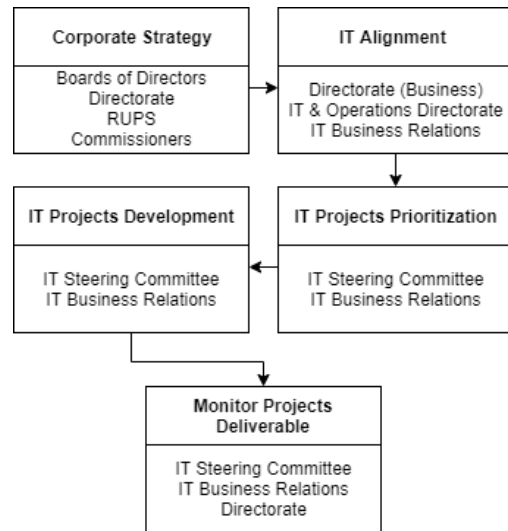 Corporate Strategy
Boards of Directors
Directorate
RUPS
Commissioners
IT Alignment
Directorate (Business)
IT & Operations Directorate
IT Business Relations
IT Projects Prioritization
IT Steering Committee
IT Business Relations
IT Projects Development
IT Steering Committee
IT Business Relations
Monitor Projects
Deliverable
IT Steering Committee
IT Business Relations
Directorate